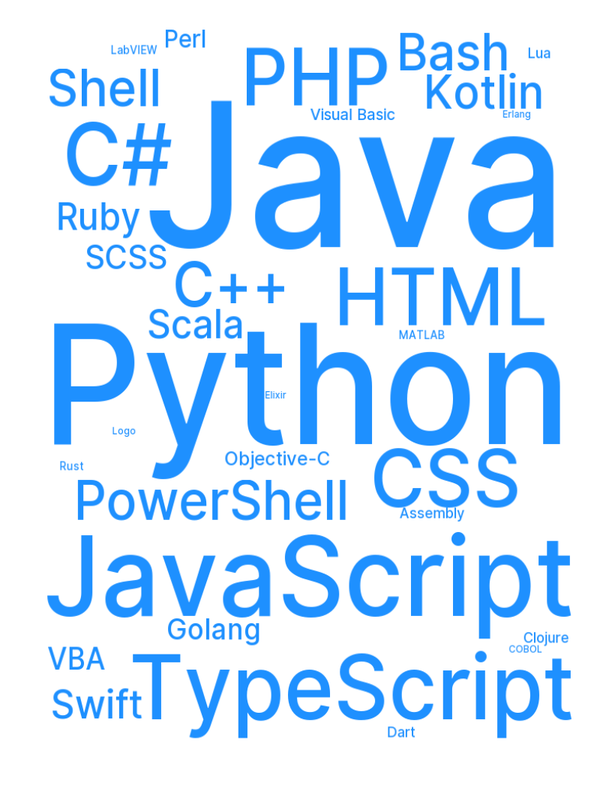 Perl
LabVIEW
Bash
Lua
PHP
Shell
Kotlin
Visual Basic
Erlang
C#
Java
Ruby
SCSS
C++
HTML
Scala
MATLAB
Python
Elixir
Logo
Objective-C
Rust
CSS
PowerShell
Assembly
JavaScript
Golang
Clojure
COBOL
VBA
TypeScript
Swift
Dart